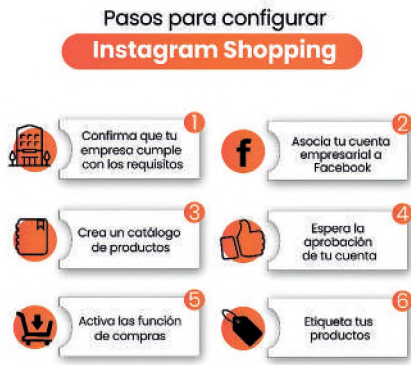 Pasos para configurar
Instagram Shopping
1
Confirma que tu
empresa cumple
con los requisitos
2
f
Asocia tu cuenta
empresarial a
Facebook
3
Crea un catálogo
de productos
4
Espera la
aprobación
de tu cuenta
5
Activa las función
de compras
6
Etiqueta tus
productos